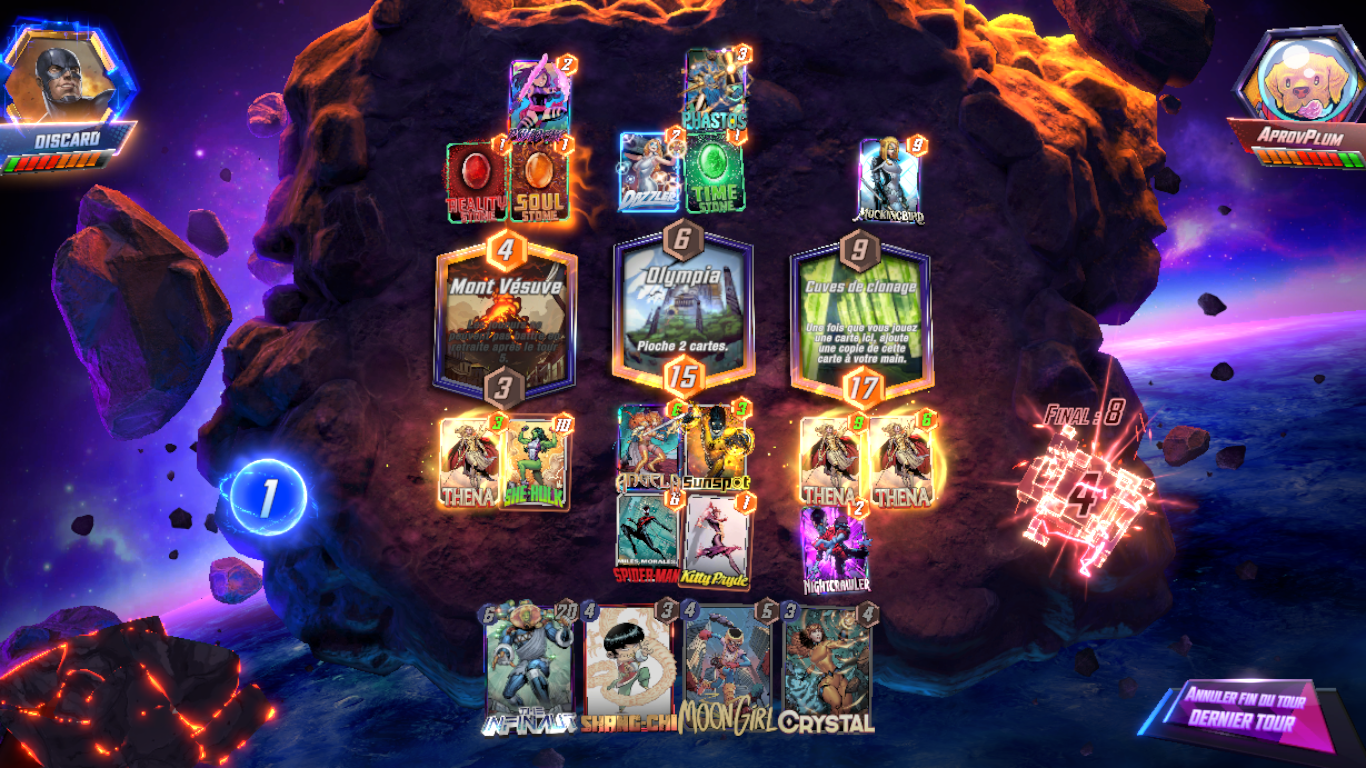 DISCARD
APROVPLUM
2
PSYLOCKE
1
REALITY
STONE
1
SOUL
STONE
3
PHASTOS
2
DAZZLER
1
TIME
STONE
9
MOCKINGBIRD
4
Mont Vésuve
3
6
Olympia
Pioche 2 cartes.
15
9
Cuves de clonage
Une fois que vous jouez
une carte ici, ajoute
une copie de cette
carte à votre main.
17
3
THENA
10
SHE-HULK
ANGELA
3
SUNSPOT
6
MILES MORALES
SPIDER-MAN
1
Kitty Pryde
9
THENA
THENA
2
NIGHTCRAWLER
1
FINAL : 8
4
6
20
THE
INFINAUT
4
3
SHANG-CHI
4
5
MOON GIRL
3
4
CRYSTAL
ANNULER FIN DU TOUR
DERNIER TOUR